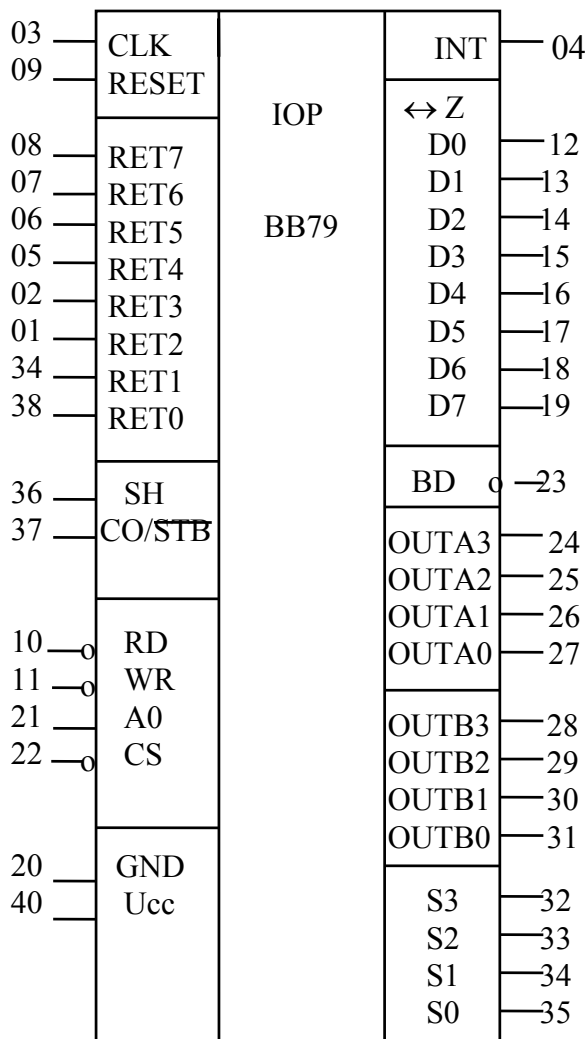 03 CLK INT 04
09 RESET
IOP
↔ Z
08 RET7 D0 12
07 RET6 D1 13
06 RET5 BB79 D2 14
05 RET4 D3 15
02 RET3 D4 16
01 RET2 D5 17
34 RET1 D6 18
38 RET0 D7 19
36 SH BD o 23
37 CO/STB OUTA3 24
OUTA2 25
OUTA1 26
10 o RD OUTA0 27
11 o WR
21 A0 OUTB3 28
22 o CS OUTB2 29
OUTB1 30
OUTB0 31
20 GND
40 Ucc S3 32
S2 33
S1 34
S0 35